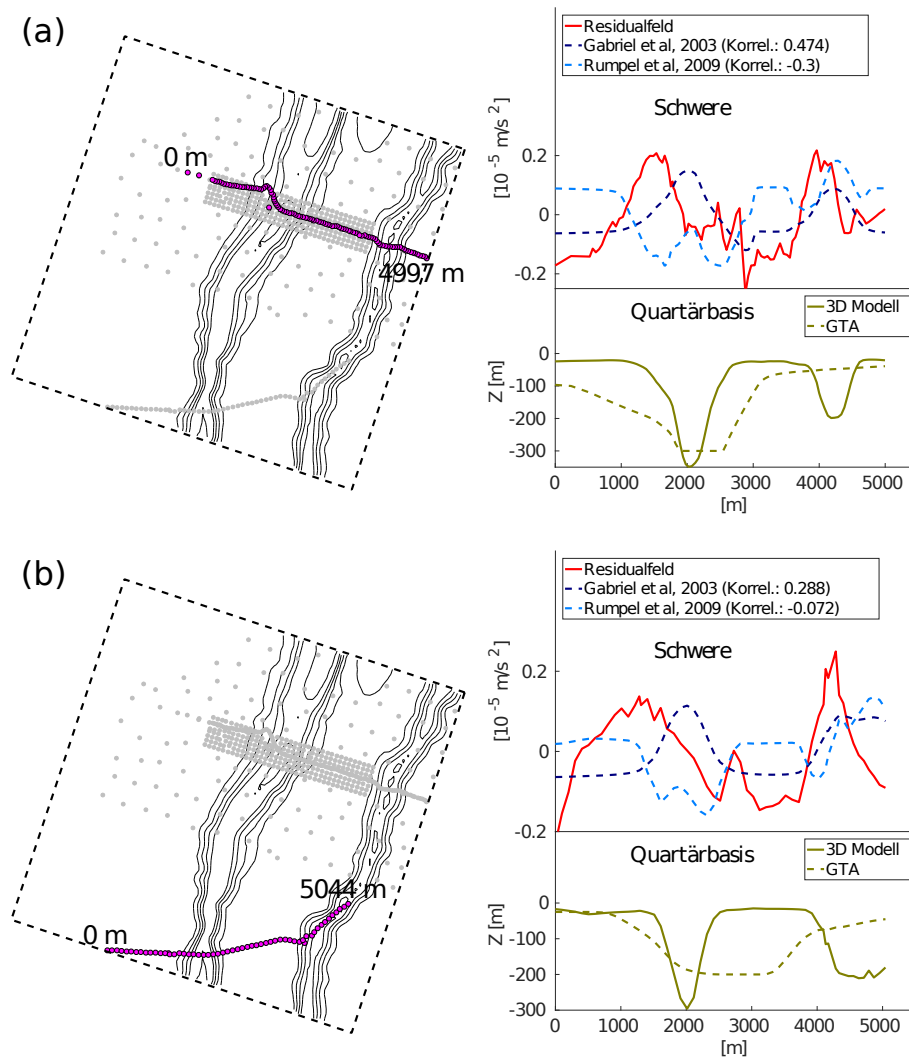 (a)
0 m
4997 m
Residualfeld
Gabriel et al, 2003 (Korrel.: 0.474)
Rumpel et al, 2009 (Korrel.: -0.3)
Schwere
[10⁻⁵ m/s²]
0.2
0
-0.2
Quartärbasis
3D Modell
GTA
Z [m]
0
-100
-200
-300
0 1000 2000 3000 4000 5000
[m]
(b)
0 m
5044 m
Residualfeld
Gabriel et al, 2003 (Korrel.: 0.288)
Rumpel et al, 2009 (Korrel.: -0.072)
Schwere
[10⁻⁵ m/s²]
0.2
0
-0.2
Quartärbasis
3D Modell
GTA
Z [m]
0
-100
-200
-300
0 1000 2000 3000 4000 5000
[m]